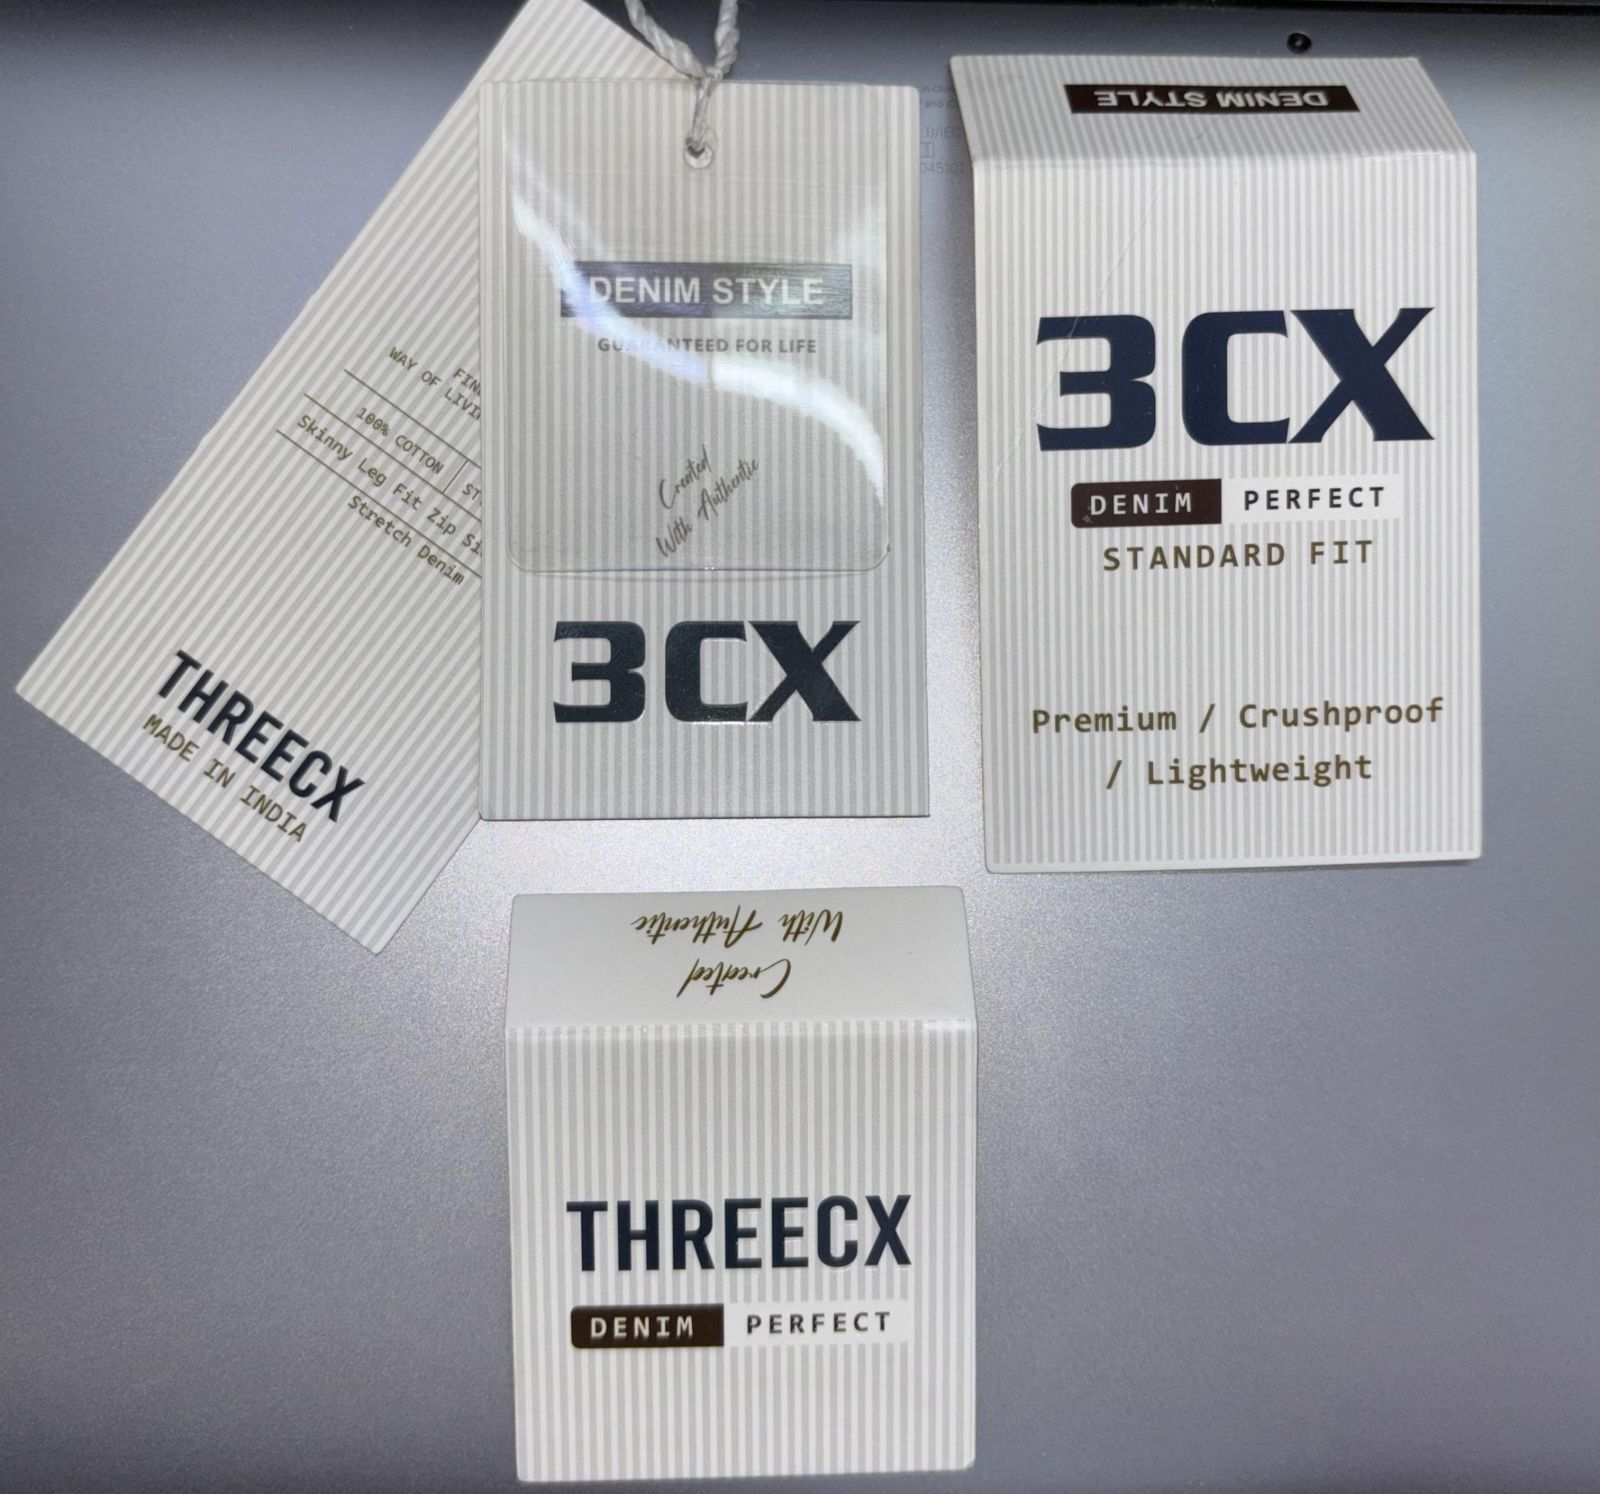 WAY OF
100% COTTON
Skinny Leg Fit Zip
Stretch Denim
THREECX
MADE IN INDIA
DENIM STYLE
GUARANTEED FOR LIFE
Created
With Authentic
3CX
DENIM STYLE
3CX
DENIM PERFECT
STANDARD FIT
Premium / Crushproof
/ Lightweight
Created
With Authentic
THREECX
DENIM PERFECT